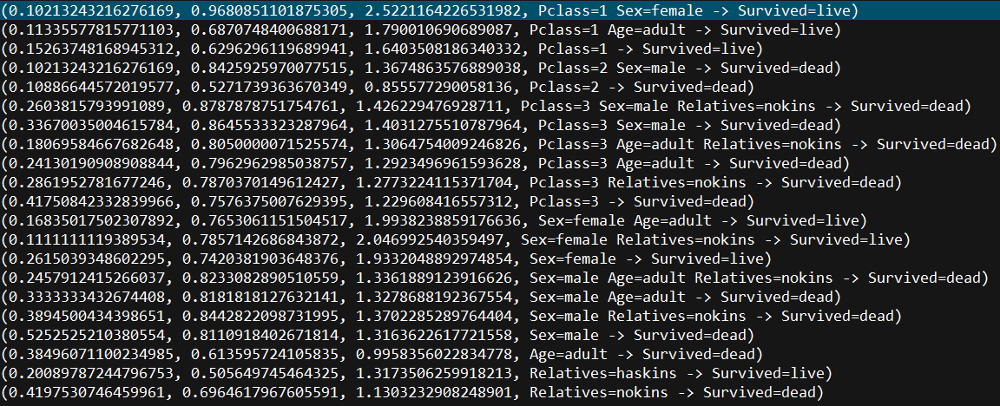 (0.10213243216276169, 0.9680851101875305, 2.5221164226531982, Pclass=1 Sex=female -> Survived=live)
(0.11335577815771103, 0.6870748400688171, 1.790010690689087, Pclass=1 Age=adult -> Survived=live)
(0.15263748168945312, 0.6296296119689941, 1.6403508186340332, Pclass=1 -> Survived=live)
(0.10213243216276169, 0.8425925970077515, 1.3674863576889038, Pclass=2 Sex=male -> Survived=dead)
(0.10886644572019577, 0.5271739363670349, 0.855577290058136, Pclass=2 -> Survived=dead)
(0.2603815793991089, 0.8787878751754761, 1.426229476928711, Pclass=3 Sex=male Relatives=nokins -> Survived=dead)
(0.33670035004615784, 0.8645533323287964, 1.4031275510787964, Pclass=3 Sex=male -> Survived=dead)
(0.18069584667682648, 0.8050000071525574, 1.3064754009246826, Pclass=3 Age=adult Relatives=nokins -> Survived=dead)
(0.24130190908908844, 0.7962962985038757, 1.2923496961593628, Pclass=3 Age=adult -> Survived=dead)
(0.2861952781677246, 0.7870370149612427, 1.2773224115371704, Pclass=3 Relatives=nokins -> Survived=dead)
(0.41750842332839966, 0.7576375007629395, 1.229608416557312, Pclass=3 -> Survived=dead)
(0.16835017502307892, 0.7653061151504517, 1.9938238859176636, Sex=female Age=adult -> Survived=live)
(0.1111111119389534, 0.7857142686843872, 2.046992540359497, Sex=female Relatives=nokins -> Survived=live)
(0.2615039348602295, 0.7420381903648376, 1.9332048892974854, Sex=female -> Survived=live)
(0.2457912415266037, 0.8233082890510559, 1.3361889123916626, Sex=male Age=adult Relatives=nokins -> Survived=dead)
(0.3333333432674408, 0.8181818127632141, 1.3278688192367554, Sex=male Age=adult -> Survived=dead)
(0.3894500434398651, 0.8442822098731995, 1.3702285289764404, Sex=male Relatives=nokins -> Survived=dead)
(0.5252525210380554, 0.8110918402671814, 1.3163622617721558, Sex=male -> Survived=dead)
(0.38496071100234985, 0.613595724105835, 0.9958356022834778, Age=adult -> Survived=dead)
(0.20089787244796753, 0.505649745464325, 1.3173506259918213, Relatives=haskins -> Survived=live)
(0.4197530746459961, 0.6964617967605591, 1.1303232908248901, Relatives=nokins -> Survived=dead)